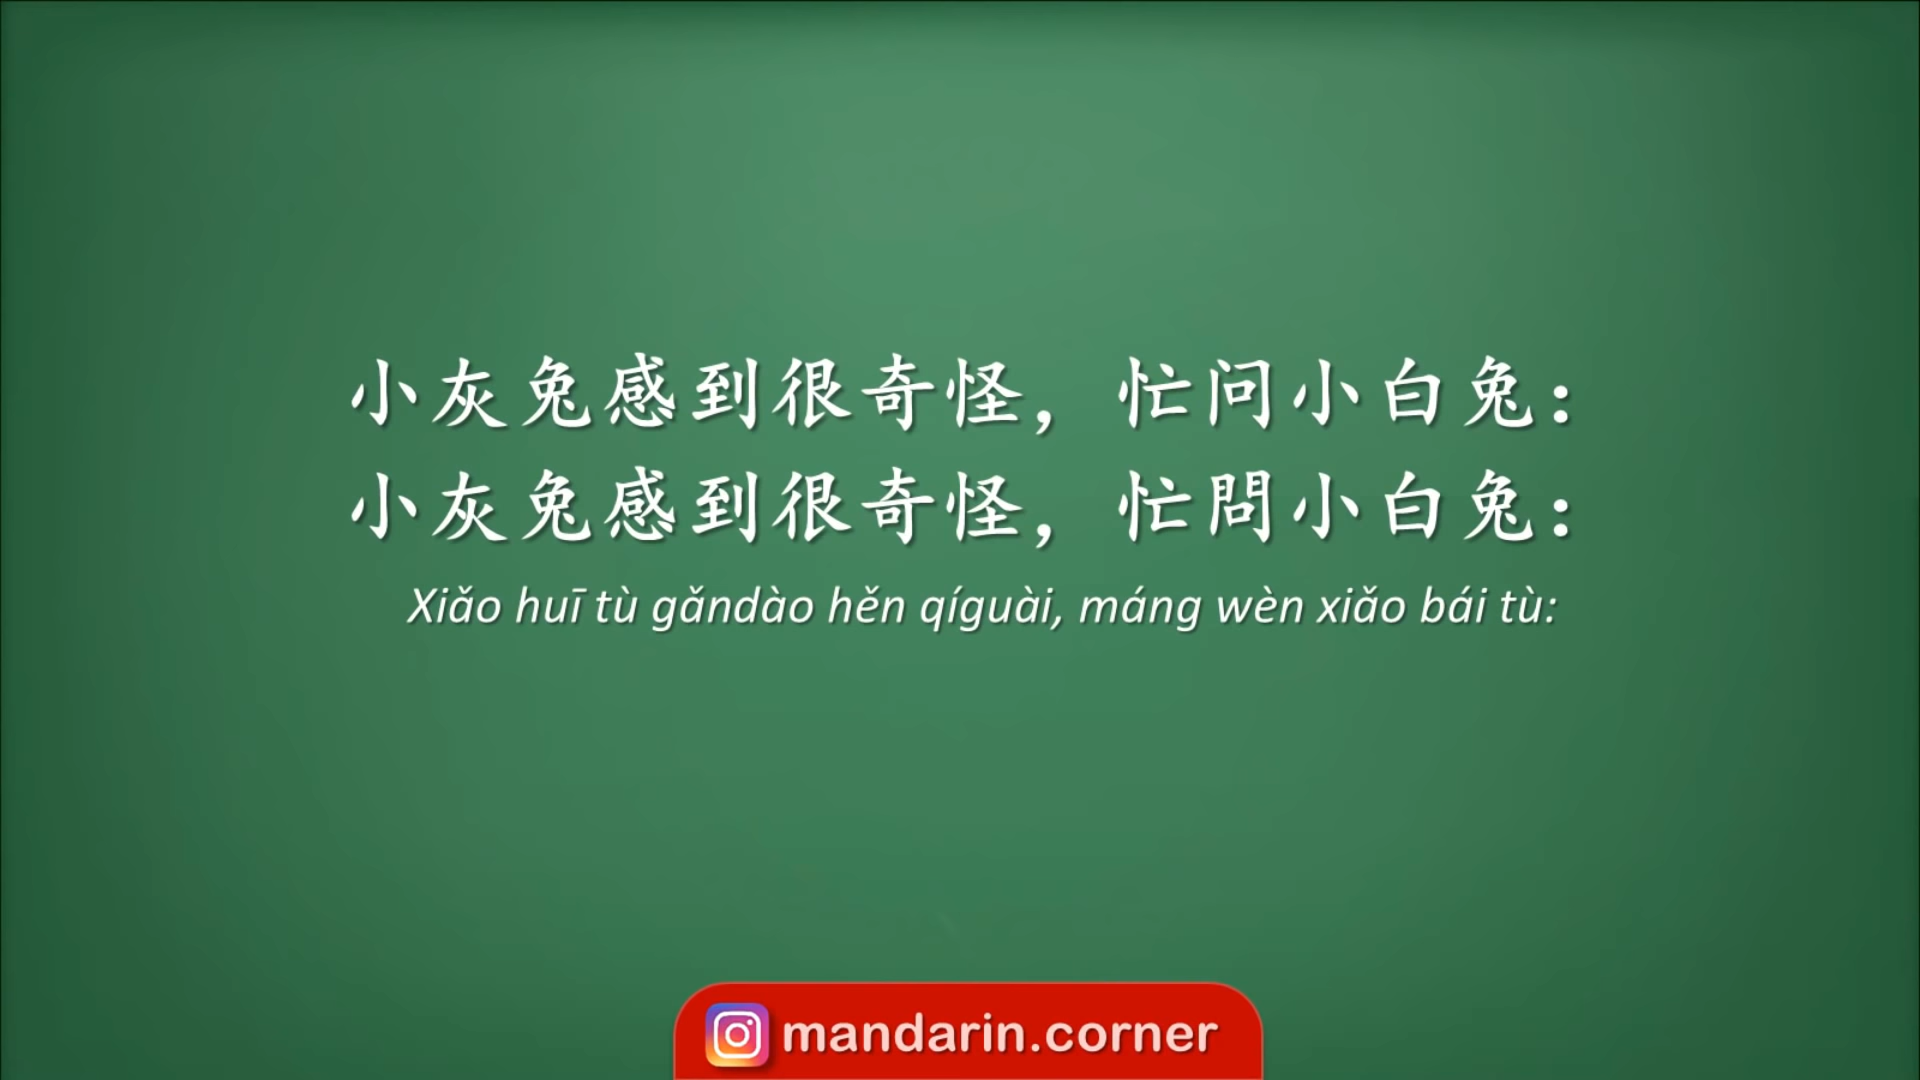 小灰兔感到很奇怪，忙问小白兔：
小灰兔感到很奇怪，忙問小白兔：
Xiǎo huī tù gǎndào hěn qíguài, máng wèn xiǎo bái tù:
mandarin.corner